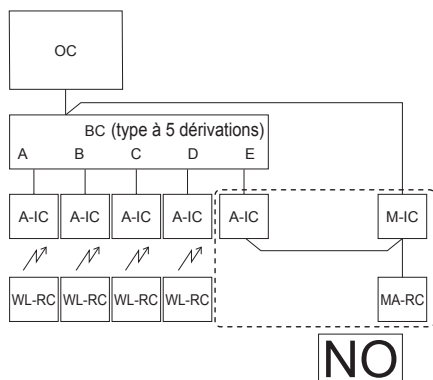 OC
BC (type à 5 dérivations)
A B C D E
A-IC A-IC A-IC A-IC A-IC M-IC
WL-RC WL-RC WL-RC WL-RC MA-RC
NO